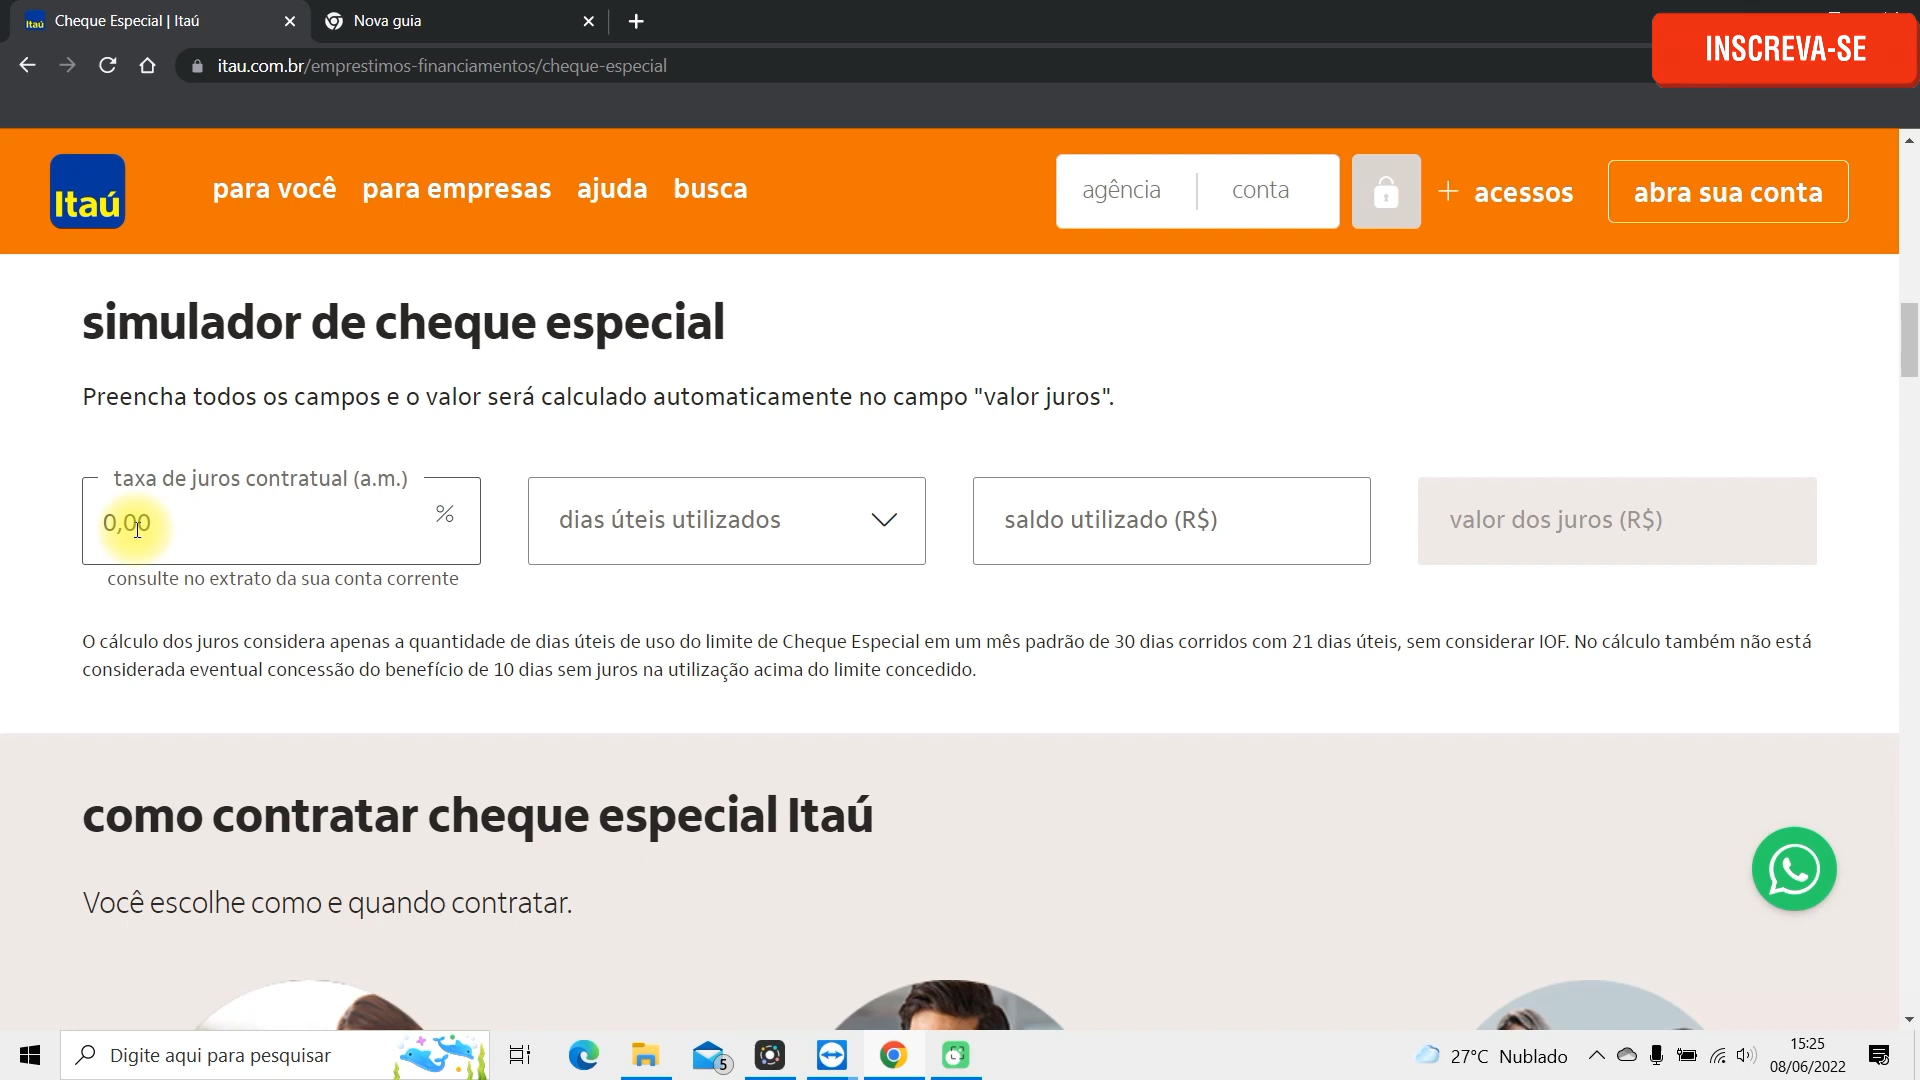 Itaú Cheque Especial | Itaú
Nova guia
itau.com.br/emprestimos-financiamentos/cheque-especial
INSCREVA-SE
Itaú
para você
para empresas
ajuda
busca
agência
conta
acessos
abra sua conta
simulador de cheque especial
Preencha todos os campos e o valor será calculado automaticamente no campo "valor juros".
taxa de juros contratual (a.m.)
0,00
%
dias úteis utilizados
saldo utilizado (R$)
valor dos juros (R$)
consulte no extrato da sua conta corrente
O cálculo dos juros considera apenas a quantidade de dias úteis de uso do limite de Cheque Especial em um mês padrão de 30 dias corridos com 21 dias úteis, sem considerar IOF. No cálculo também não está
considerada eventual concessão do benefício de 10 dias sem juros na utilização acima do limite concedido.
como contratar cheque especial Itaú
Você escolhe como e quando contratar.
Digite aqui para pesquisar
5
27°C Nublado
15:25
08/06/2022